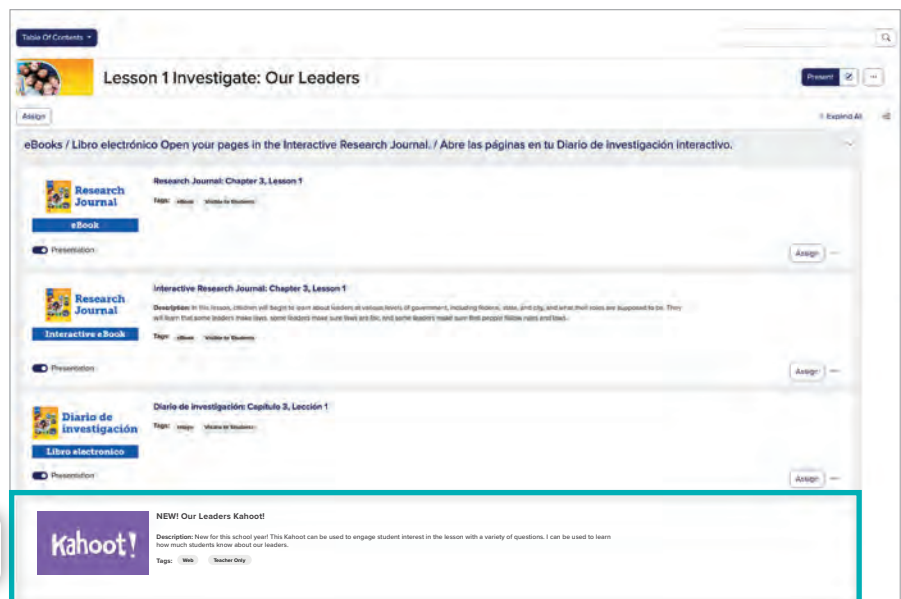 Table Of Contents
Lesson 1 Investigate: Our Leaders
Present
Assign
Expand All
eBooks / Libro electrónico Open your pages in the Interactive Research Journal. / Abre las páginas en tu Diario de investigación interactivo.
Research
Journal
eBook
Research Journal: Chapter 3, Lesson 1
Tags: eBook Visible to Students
Presentation
Assign
Research
Journal
Interactive eBook
Interactive Research Journal: Chapter 3, Lesson 1
Description: In this lesson, children will begin to learn about leaders at various levels of government, including federal, state, and city, and what their roles are supposed to be. They
will learn that some leaders make laws, some leaders make sure laws are fair, and some leaders make sure that people follow rules and laws.
Tags: eBook Visible to Students
Presentation
Assign
Diario de
investigación
Libro electronico
Diario de investigación: Capítulo 3, Lección 1
Tags: Visible to Students
Presentation
Assign
Kahoot!
NEW! Our Leaders Kahoot!
Description: New for this school year! This Kahoot can be used to engage student interest in the lesson with a variety of questions. I can be used to learn
how much students know about our leaders.
Tags: Web Teacher Only